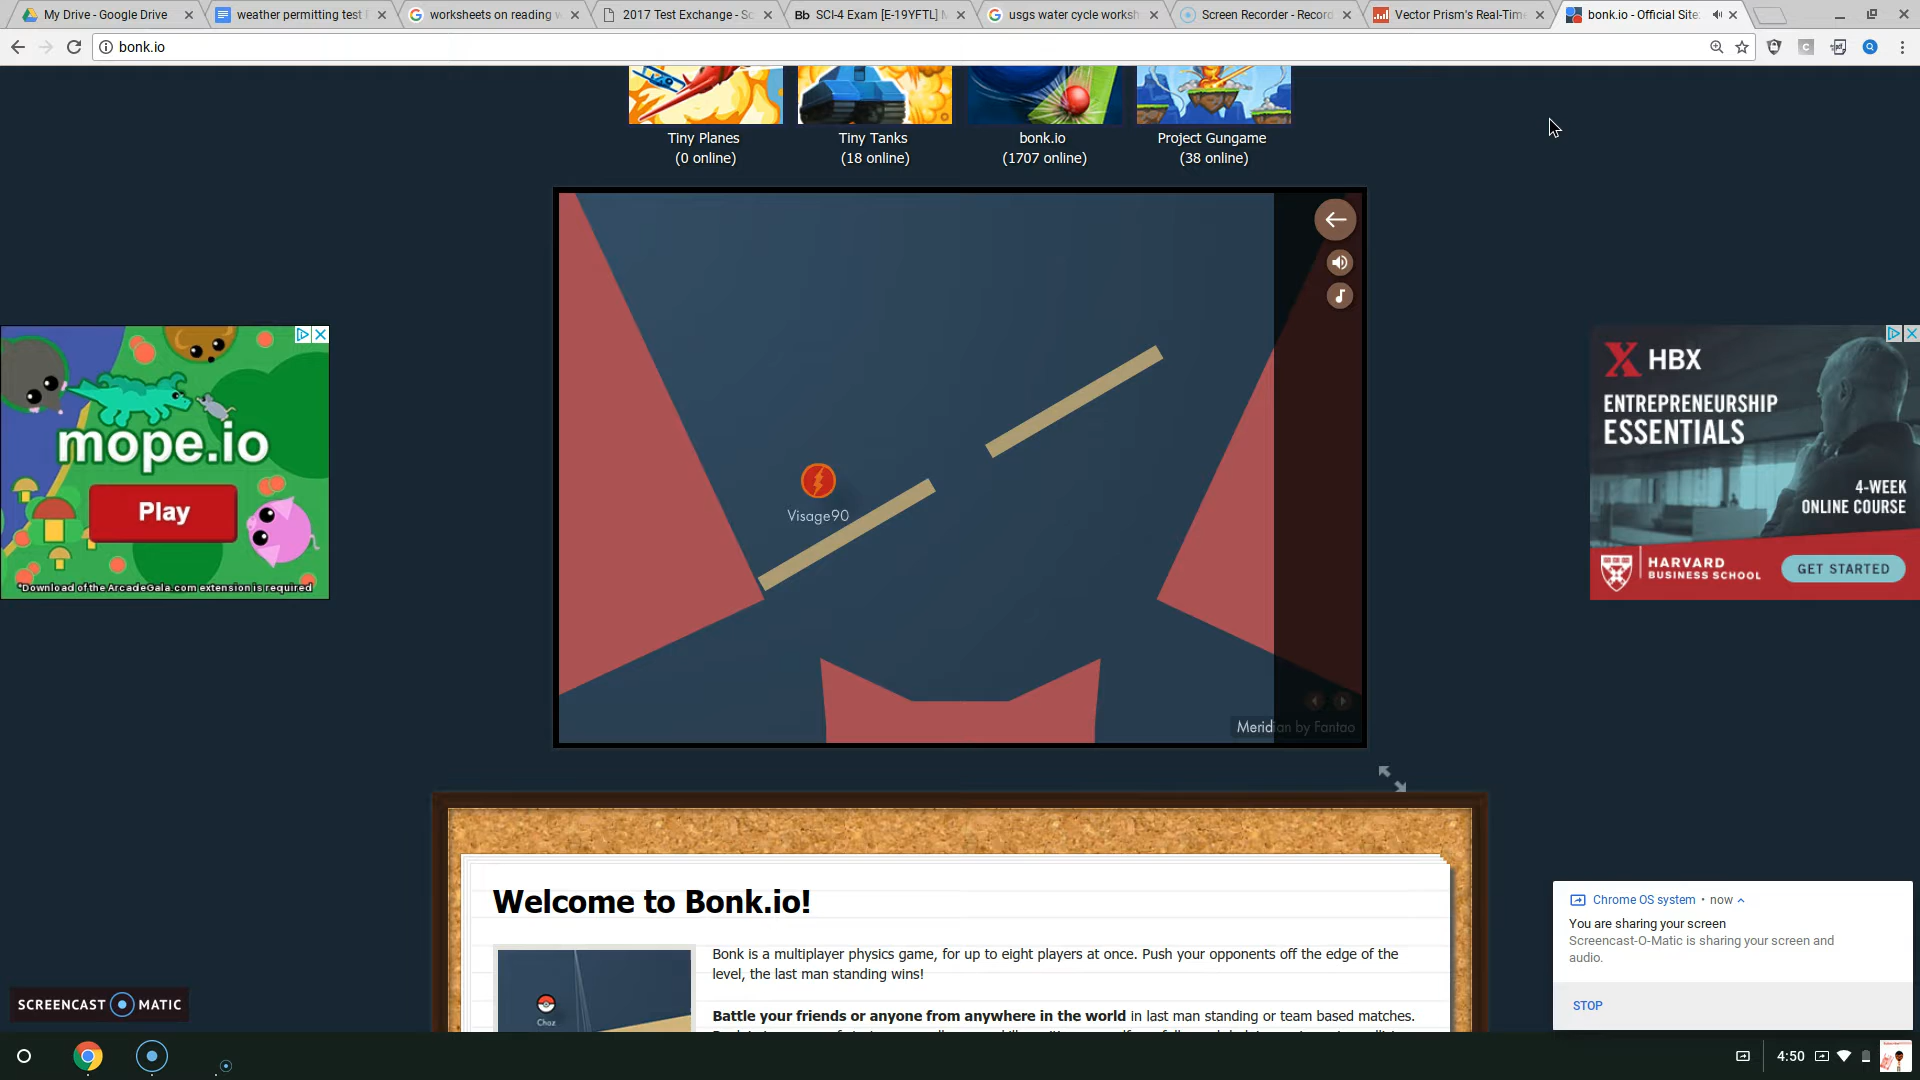 My Drive - Google Drive
weather permitting test
worksheets on reading w
2017 Test Exchange - Sc
Bb SCI-4 Exam [E-19YFTL]
usgs water cycle worksh
Screen Recorder - Record
Vector Prism's Real-Time
bonk.io - Official Site:
bonk.io
Tiny Planes
(0 online)
Tiny Tanks
(18 online)
bonk.io
(1707 online)
Project Gungame
(38 online)
Visage90
Meridian by Fantao
mope.io
Play
*Download of the ArcadeGala.com extension is required
HBX
ENTREPRENEURSHIP
ESSENTIALS
4-WEEK
ONLINE COURSE
HARVARD
BUSINESS SCHOOL
GET STARTED
Welcome to Bonk.io!
Bonk is a multiplayer physics game, for up to eight players at once. Push your opponents off the edge of the
level, the last man standing wins!
Choz
Battle your friends or anyone from anywhere in the world in last man standing or team based matches.
Chrome OS system • now
You are sharing your screen
Screencast-O-Matic is sharing your screen and
audio.
STOP
SCREENCAST O MATIC
4:50